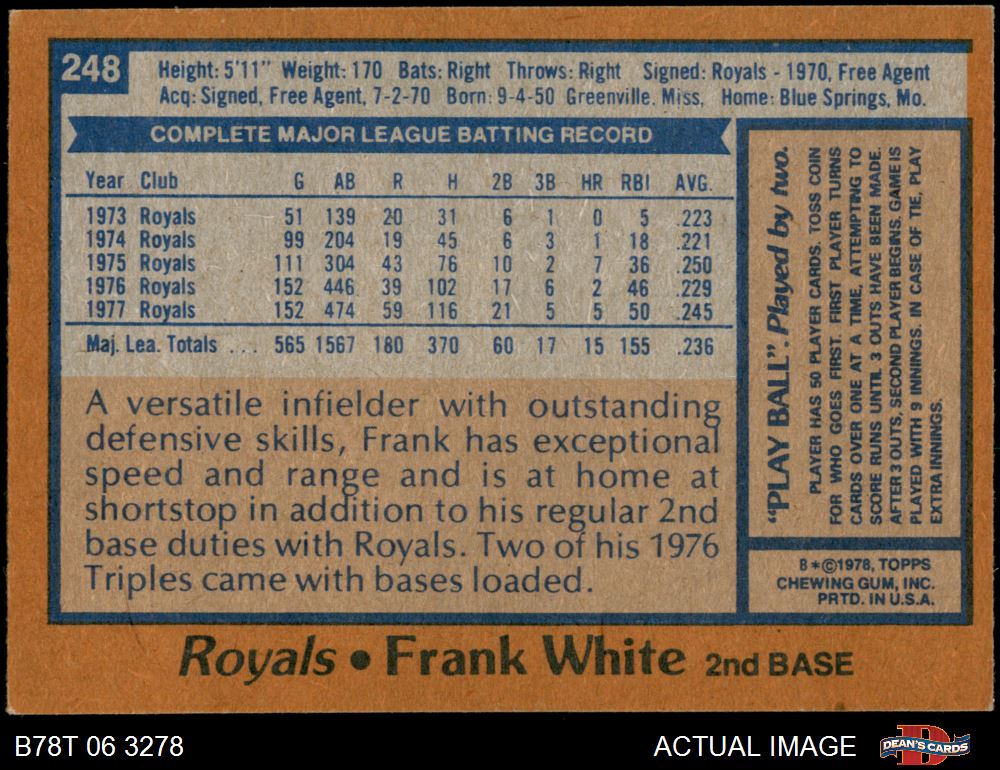 248
Height: 5'11" Weight: 170 Bats: Right Throws: Right Signed: Royals - 1970, Free Agent
Acq: Signed, Free Agent, 7-2-70 Born: 9-4-50 Greenville. Miss. Home: Blue Springs, Mo.
COMPLETE MAJOR LEAGUE BATTING RECORD
Year Club G AB R H 2B 3B HR RBI AVG.
1973 Royals 51 139 20 31 6 1 0 5 .223
1974 Royals 99 204 19 45 6 3 1 18 .221
1975 Royals 111 304 43 76 10 2 7 36 .250
1976 Royals 152 446 39 102 17 6 2 46 .229
1977 Royals 152 474 59 116 21 5 5 50 .245
Maj. Lea. Totals ... 565 1567 180 370 60 17 15 155 .236
A versatile infielder with outstanding
defensive skills, Frank has exceptional
speed and range and is at home at
shortstop in addition to his regular 2nd
base duties with Royals. Two of his 1976
Triples came with bases loaded.
"PLAY BALL". Played by two.
PLAYER HAS 50 PLAYER CARDS. TOSS COIN
FOR WHO GOES FIRST. FIRST PLAYER TURNS
CARDS OVER ONE AT A TIME, ATTEMPTING TO
SCORE RUNS UNTIL 3 OUTS HAVE BEEN MADE.
AFTER 3 OUTS, SECOND PLAYER BEGINS. GAME IS
PLAYED WITH 9 INNINGS. IN CASE OF TIE, PLAY
EXTRA INNINGS.
B*©1978, TOPPS
CHEWING GUM, INC.
PRTD. IN U.S.A.
Royals • Frank White 2nd BASE
B78T 06 3278
ACTUAL IMAGE
D
DEAN'S CARDS